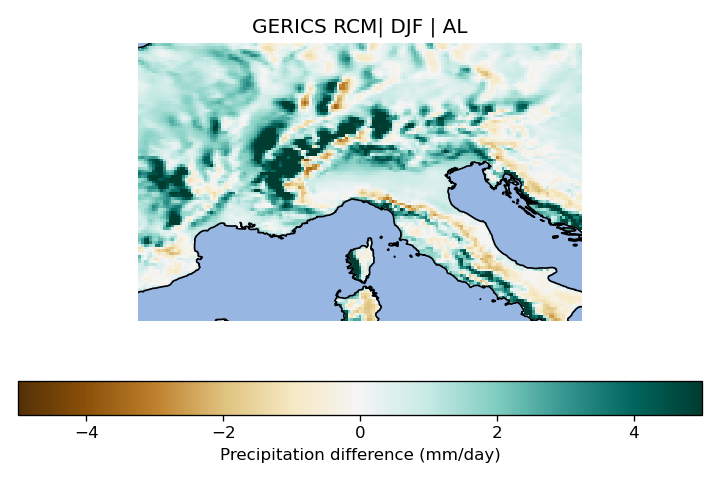 GERICS RCM| DJF | AL
−4 −2 0 2 4
Precipitation difference (mm/day)